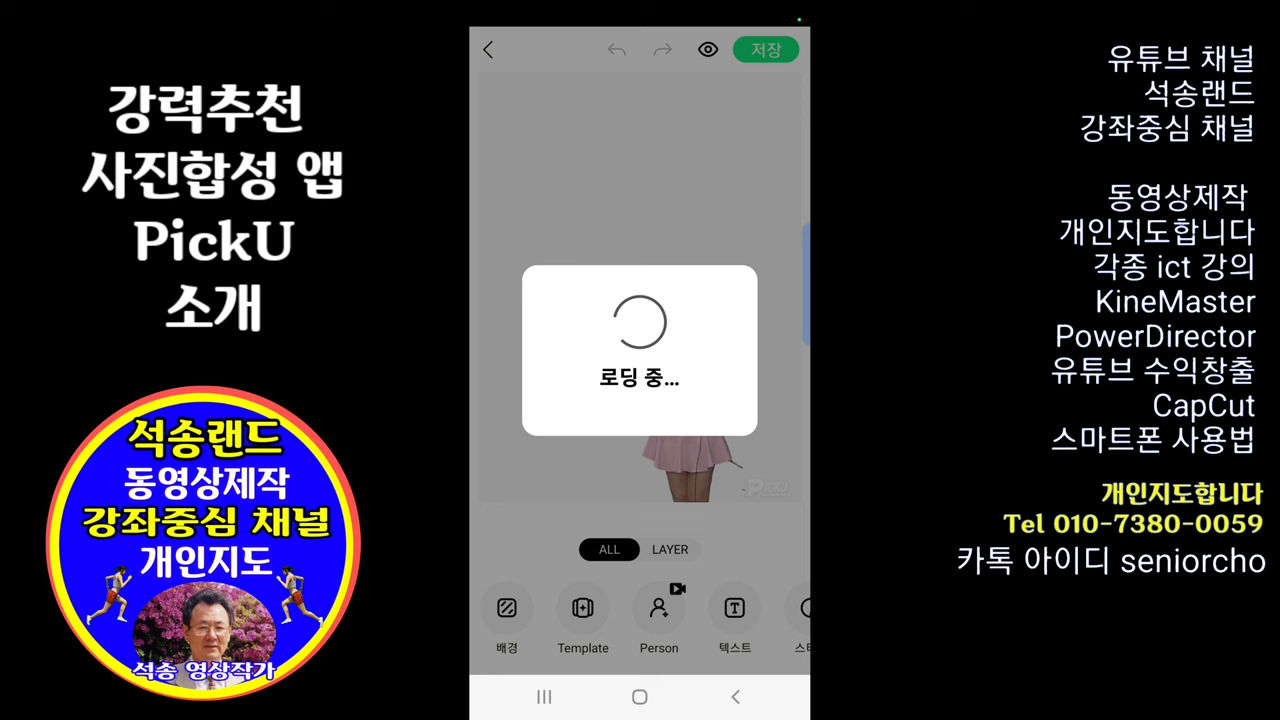 강력추천
사진합성 앱
PickU
소개
석송랜드
동영상제작
강좌중심 채널
개인지도
석송 영상작가
저장
로딩 중...
PickU
ALL LAYER
배경 Template Person 텍스트
유튜브 채널
석송랜드
강좌중심 채널
동영상제작
개인지도합니다
각종 ict 강의
KineMaster
PowerDirector
유튜브 수익창출
CapCut
스마트폰 사용법
개인지도합니다
Tel 010-7380-0059
카톡 아이디 seniorcho